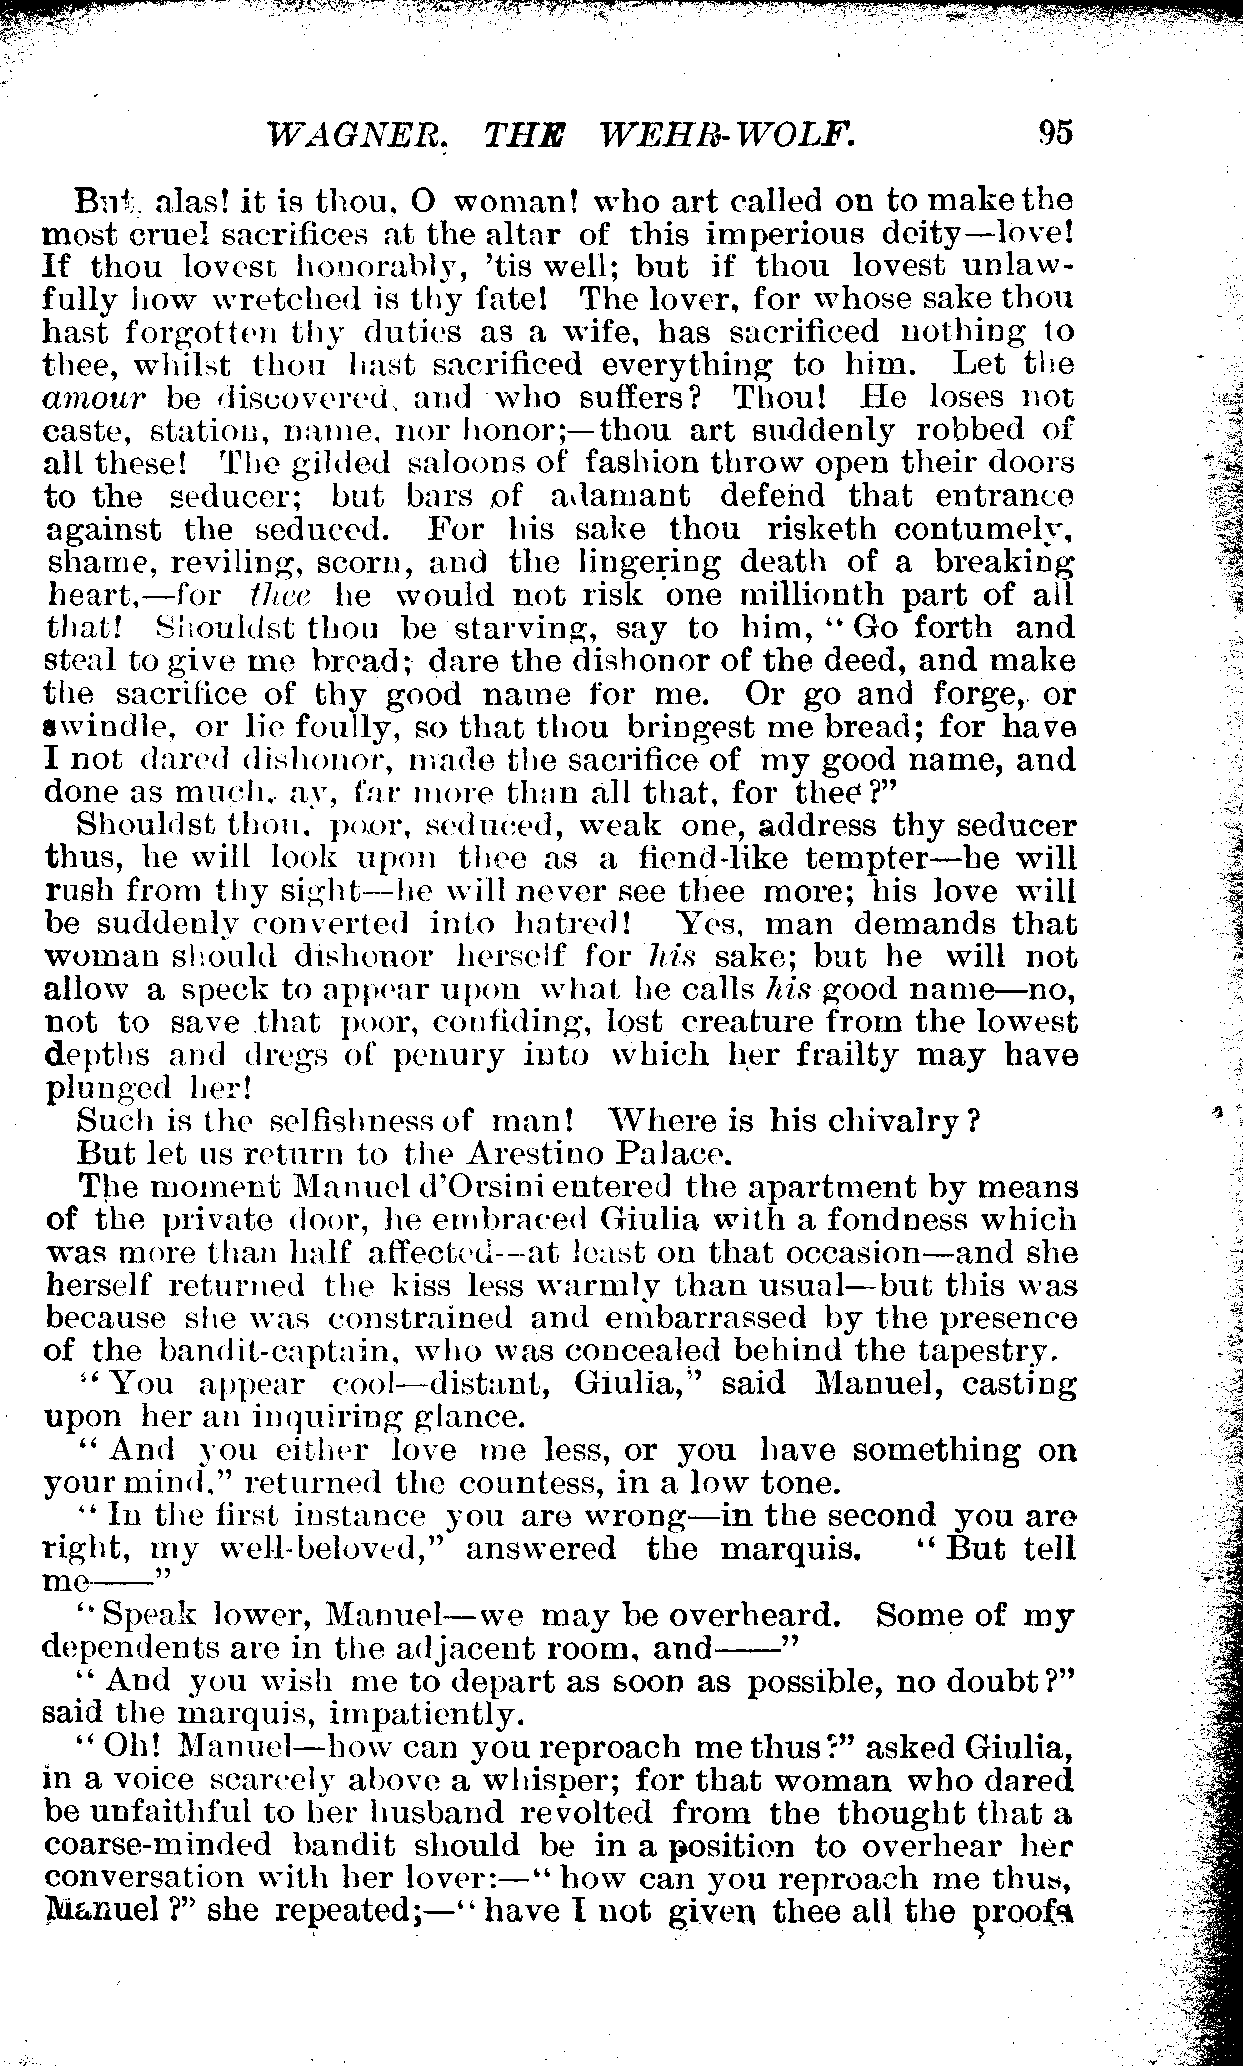 WAGNER. THE WEHR-WOLF. 95
But, alas! it is thou, O woman! who art called on to make the
most cruel sacrifices at the altar of this imperious deity—love!
If thou lovest honorably, 'tis well; but if thou lovest unlaw-
fully how wretched is thy fate! The lover, for whose sake thou
hast forgotten thy duties as a wife, has sacrificed nothing to
thee, whilst thou hast sacrificed everything to him. Let the
amour be discovered, and who suffers? Thou! He loses not
caste, station, name, nor honor;—thou art suddenly robbed of
all these! The gilded saloons of fashion throw open their doors
to the seducer; but bars of adamant defend that entrance
against the seduced. For his sake thou risketh contumely,
shame, reviling, scorn, and the lingering death of a breaking
heart,—for thee he would not risk one millionth part of all
that! Shouldst thou be starving, say to him, "Go forth and
steal to give me bread; dare the dishonor of the deed, and make
the sacrifice of thy good name for me. Or go and forge, or
swindle, or lie foully, so that thou bringest me bread; for have
I not dared dishonor, made the sacrifice of my good name, and
done as much, ay, far more than all that, for thee?"
Shouldst thou, poor, seduced, weak one, address thy seducer
thus, he will look upon thee as a fiend-like tempter—he will
rush from thy sight—he will never see thee more; his love will
be suddenly converted into hatred! Yes, man demands that
woman should dishonor herself for his sake; but he will not
allow a speck to appear upon what he calls his good name—no,
not to save that poor, confiding, lost creature from the lowest
depths and dregs of penury into which her frailty may have
plunged her!
Such is the selfishness of man! Where is his chivalry?
But let us return to the Arestino Palace.
The moment Manuel d'Orsini entered the apartment by means
of the private door, he embraced Giulia with a fondness which
was more than half affected--at least on that occasion—and she
herself returned the kiss less warmly than usual—but this was
because she was constrained and embarrassed by the presence
of the bandit-captain, who was concealed behind the tapestry.
"You appear cool—distant, Giulia," said Manuel, casting
upon her an inquiring glance.
"And you either love me less, or you have something on
your mind," returned the countess, in a low tone.
"In the first instance you are wrong—in the second you are
right, my well-beloved," answered the marquis. "But tell
me——"
"Speak lower, Manuel—we may be overheard. Some of my
dependents are in the adjacent room, and——"
"And you wish me to depart as soon as possible, no doubt?"
said the marquis, impatiently.
"Oh! Manuel—how can you reproach me thus?" asked Giulia,
in a voice scarcely above a whisper; for that woman who dared
be unfaithful to her husband revolted from the thought that a
coarse-minded bandit should be in a position to overhear her
conversation with her lover:—"how can you reproach me thus,
Manuel?" she repeated;—"have I not given thee all the proofs